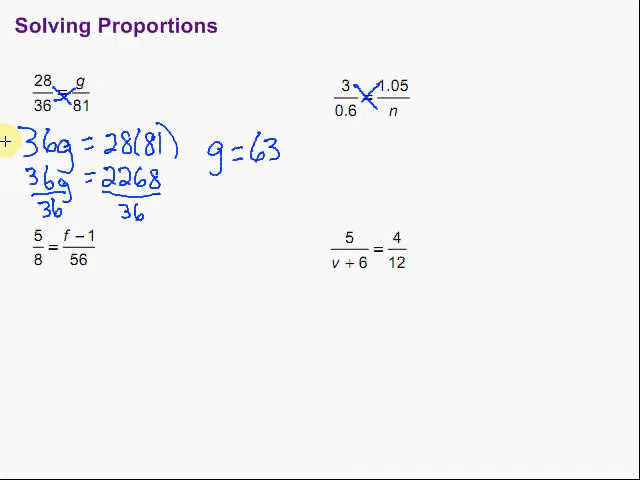 Solving Proportions
28/36 = g/81
36g = 28(81)
36g/36 = 2268/36
g = 63
3/0.6 = 1.05/n
5/8 = f − 1/56
5/v + 6 = 4/12